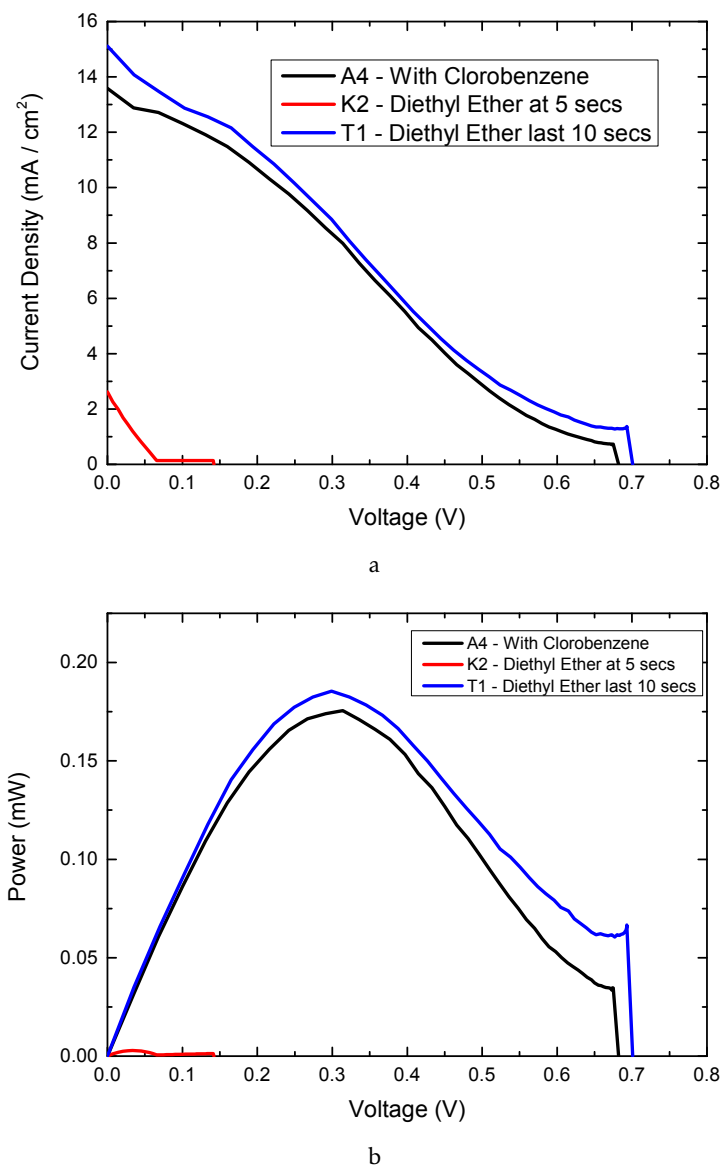 16
14
12
10
8
6
4
2
0
Current Density (mA / cm²)
A4 - With Clorobenzene
K2 - Diethyl Ether at 5 secs
T1 - Diethyl Ether last 10 secs
0.0 0.1 0.2 0.3 0.4 0.5 0.6 0.7 0.8
Voltage (V)
a
0.20
0.15
0.10
0.05
0.00
Power (mW)
A4 - With Clorobenzene
K2 - Diethyl Ether at 5 secs
T1 - Diethyl Ether last 10 secs
0.0 0.1 0.2 0.3 0.4 0.5 0.6 0.7 0.8
Voltage (V)
b